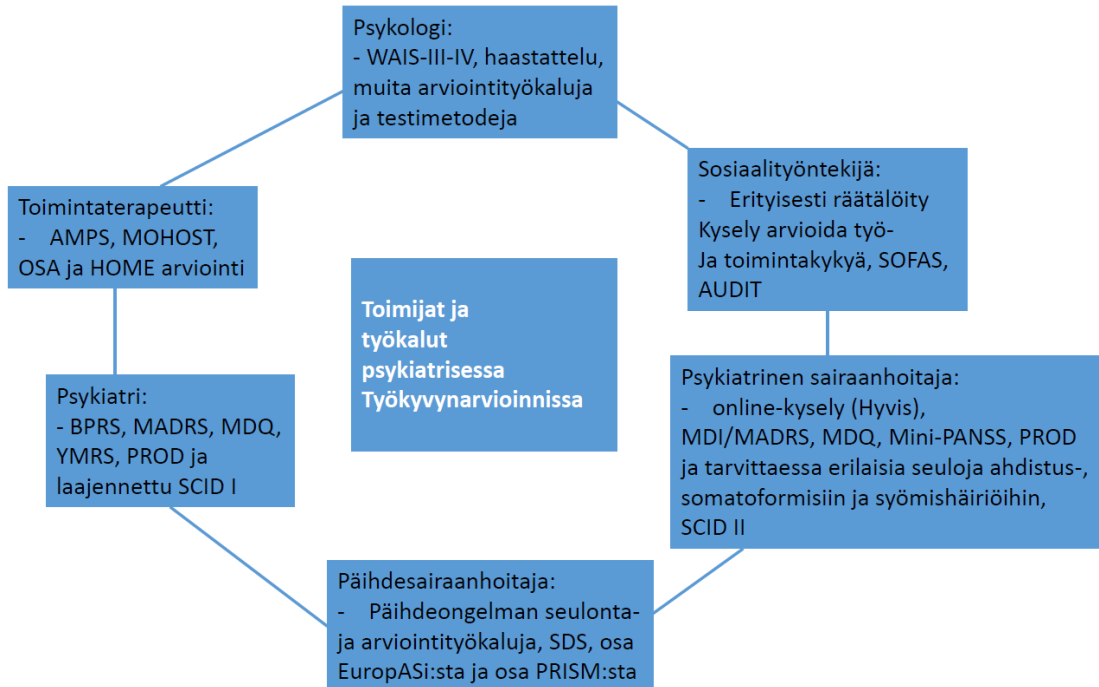 Psykologi:
- WAIS-III-IV, haastattelu,
muita arviointityökaluja
ja testimetodeja
Sosiaalityöntekijä:
- Erityisesti räätälöity
Kysely arvioida työ-
Ja toimintakykyä, SOFAS,
AUDIT
Toimintaterapeutti:
- AMPS, MOHOST,
OSA ja HOME arviointi
Toimijat ja
työkalut
psykiatrisessa
Työkyvynarvioinnissa
Psykiatri:
- BPRS, MADRS, MDQ,
YMRS, PROD ja
laajennettu SCID I
Psykiatrinen sairaanhoitaja:
- online-kysely (Hyvis),
MDI/MADRS, MDQ, Mini-PANSS, PROD
ja tarvittaessa erilaisia seuloja ahdistus-,
somatoformisiin ja syömishäiriöihin,
SCID II
Päihdesairaanhoitaja:
- Päihdeongelman seulonta-
ja arviointityökaluja, SDS, osa
EuropASi:sta ja osa PRISM:sta